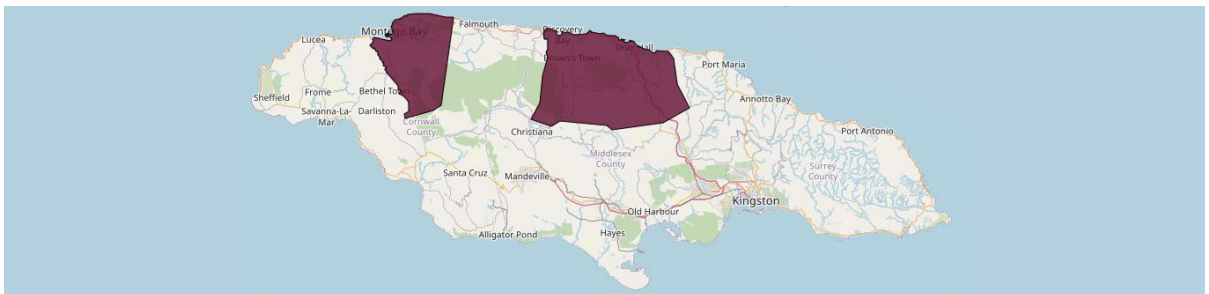 Falmouth
Montego Bay
Discovery Bay
Lucea
Drax Hall
Brown's Town
Port Maria
Bethel Town
Sheffield
Frome
Annotto Bay
Savanna-La-Mar
Darliston
Cornwall County
Christiana
Port Antonio
Middlesex County
Surrey County
Santa Cruz
Mandeville
Kingston
Old Harbour
Alligator Pond
Hayes